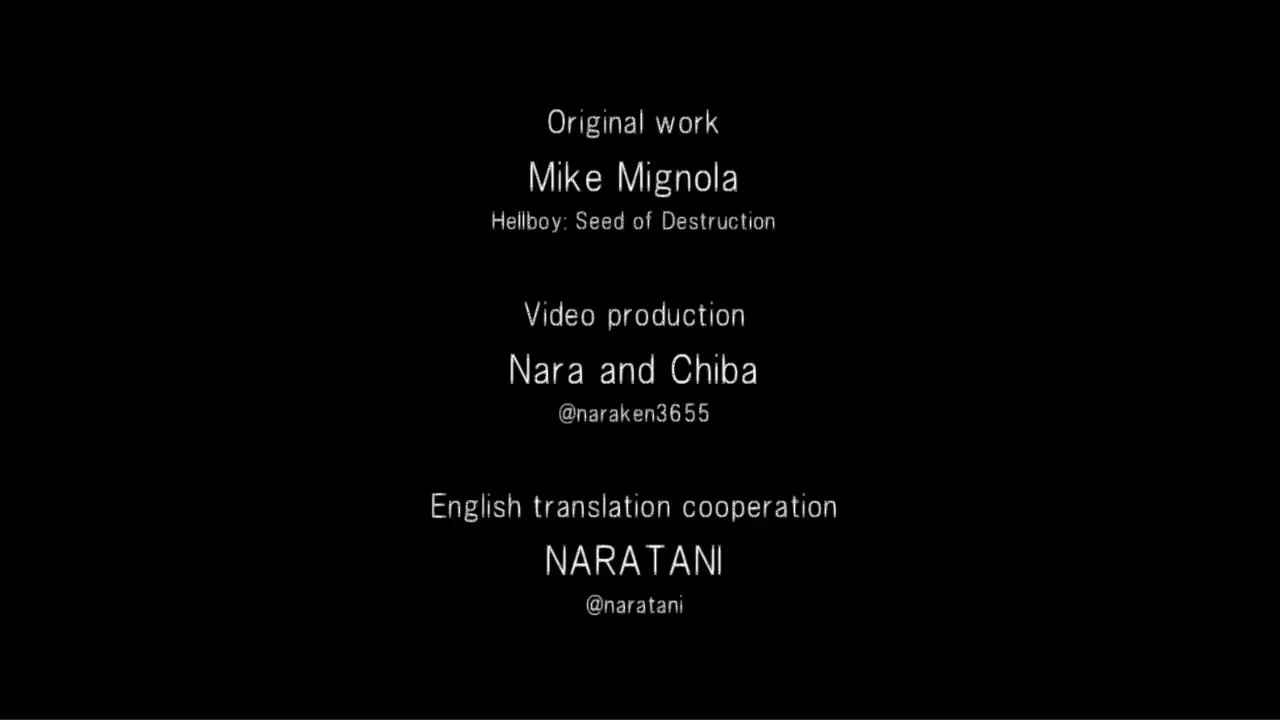 Original work
Mike Mignola
Hellboy: Seed of Destruction
Video production
Nara and Chiba
@naraken3655
English translation cooperation
NARATANI
@naratani